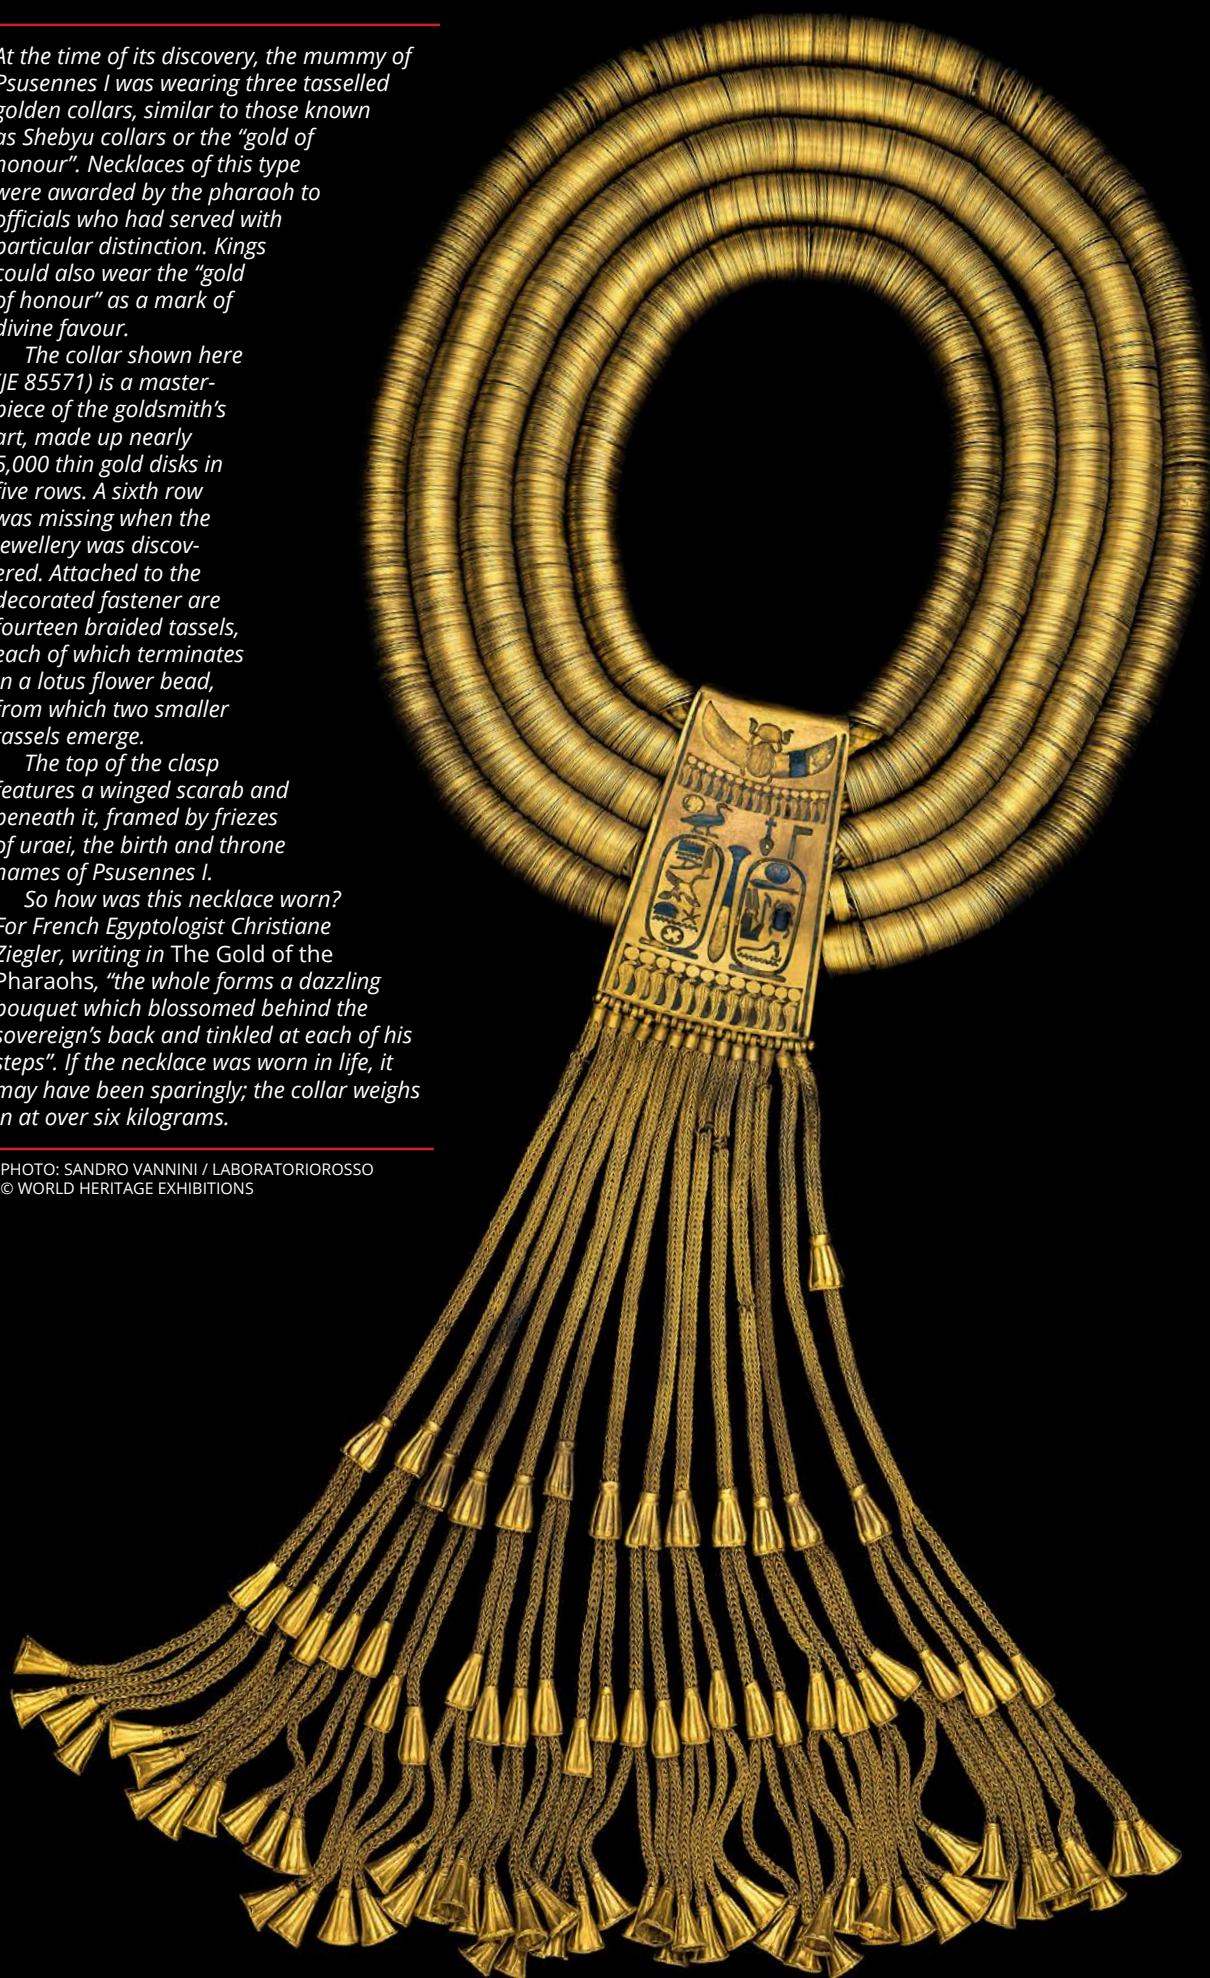 At the time of its discovery, the mummy of
Psusennes I was wearing three tasselled
golden collars, similar to those known
as Shebyu collars or the “gold of
honour”. Necklaces of this type
were awarded by the pharaoh to
officials who had served with
particular distinction. Kings
could also wear the “gold
of honour” as a mark of
divine favour.
The collar shown here
(JE 85571) is a master-
piece of the goldsmith’s
art, made up nearly
5,000 thin gold disks in
five rows. A sixth row
was missing when the
ewellery was discov-
ered. Attached to the
decorated fastener are
fourteen braided tassels,
each of which terminates
n a lotus flower bead,
from which two smaller
tassels emerge.
The top of the clasp
features a winged scarab and
beneath it, framed by friezes
of uraei, the birth and throne
names of Psusennes I.
So how was this necklace worn?
For French Egyptologist Christiane
Ziegler, writing in The Gold of the
Pharaohs, “the whole forms a dazzling
bouquet which blossomed behind the
sovereign’s back and tinkled at each of his
steps”. If the necklace was worn in life, it
may have been sparingly; the collar weighs
n at over six kilograms.
PHOTO: SANDRO VANNINI / LABORATORIOROSSO
© WORLD HERITAGE EXHIBITIONS